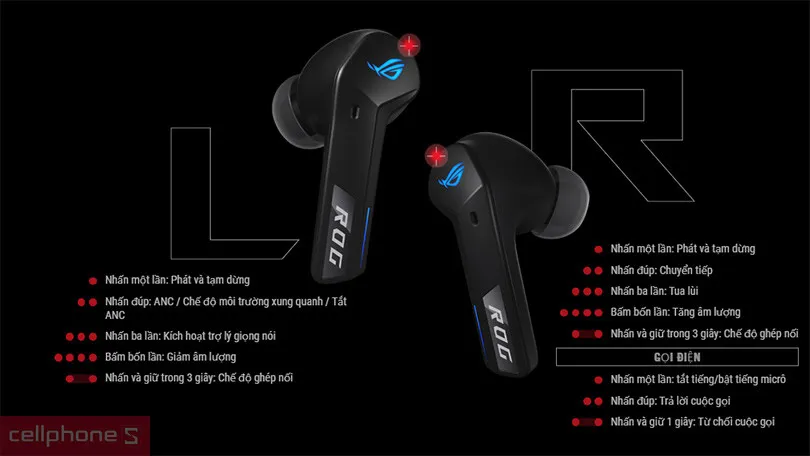 L
R
ROG
ROG
Nhấn một lần: Phát và tạm dừng
Nhấn đúp: ANC / Chế độ môi trường xung quanh / Tắt
ANC
Nhấn ba lần: Kích hoạt trợ lý giọng nói
Bấm bốn lần: Giảm âm lượng
Nhấn và giữ trong 3 giây: Chế độ ghép nối
Nhấn một lần: Phát và tạm dừng
Nhấn đúp: Chuyển tiếp
Nhấn ba lần: Tua lùi
Bấm bốn lần: Tăng âm lượng
Nhấn và giữ trong 3 giây: Chế độ ghép nối
GỌI ĐIỆN
Nhấn một lần: tắt tiếng/bật tiếng micrô
Nhấn đúp: Trả lời cuộc gọi
Nhấn và giữ 1 giây: Từ chối cuộc gọi
cellphone S